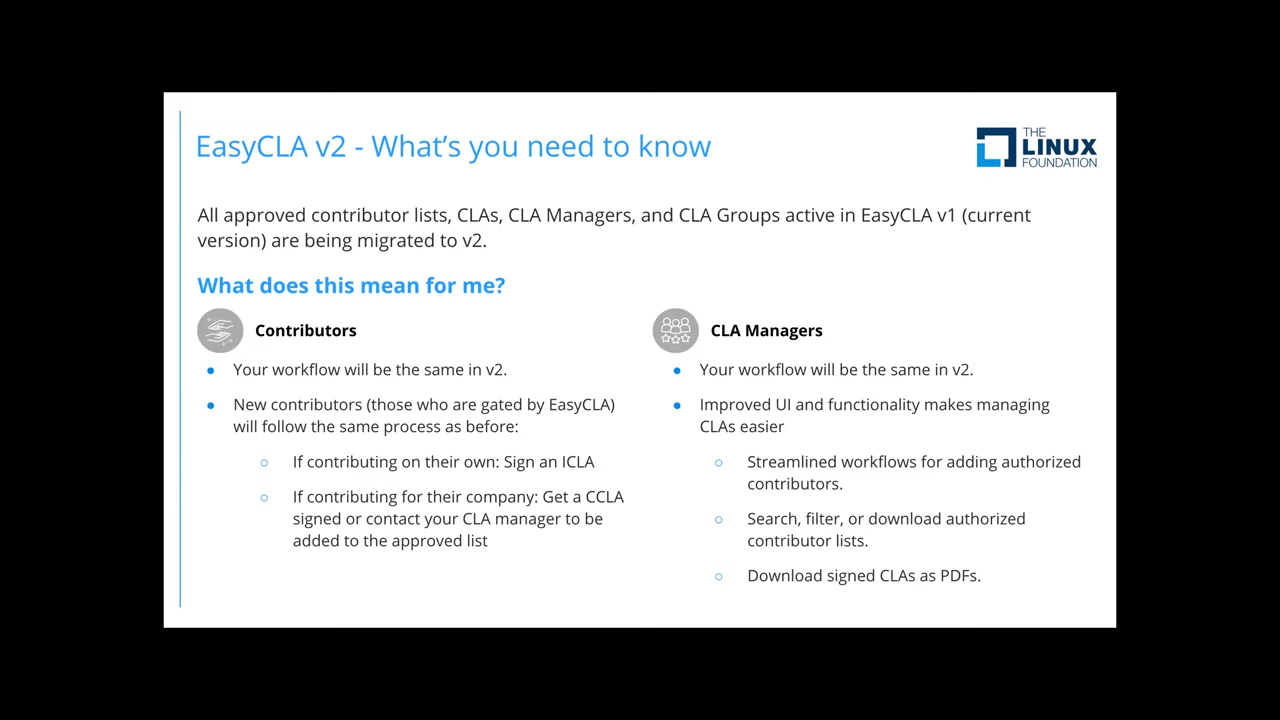 EasyCLA v2 - What's you need to know
THE
LINUX
FOUNDATION
All approved contributor lists, CLAs, CLA Managers, and CLA Groups active in EasyCLA v1 (current
version) are being migrated to v2.
What does this mean for me?
Contributors
● Your workflow will be the same in v2.
● New contributors (those who are gated by EasyCLA)
will follow the same process as before:
○ If contributing on their own: Sign an ICLA
○ If contributing for their company: Get a CCLA
signed or contact your CLA manager to be
added to the approved list
CLA Managers
● Your workflow will be the same in v2.
● Improved UI and functionality makes managing
CLAs easier
○ Streamlined workflows for adding authorized
contributors.
○ Search, filter, or download authorized
contributor lists.
○ Download signed CLAs as PDFs.